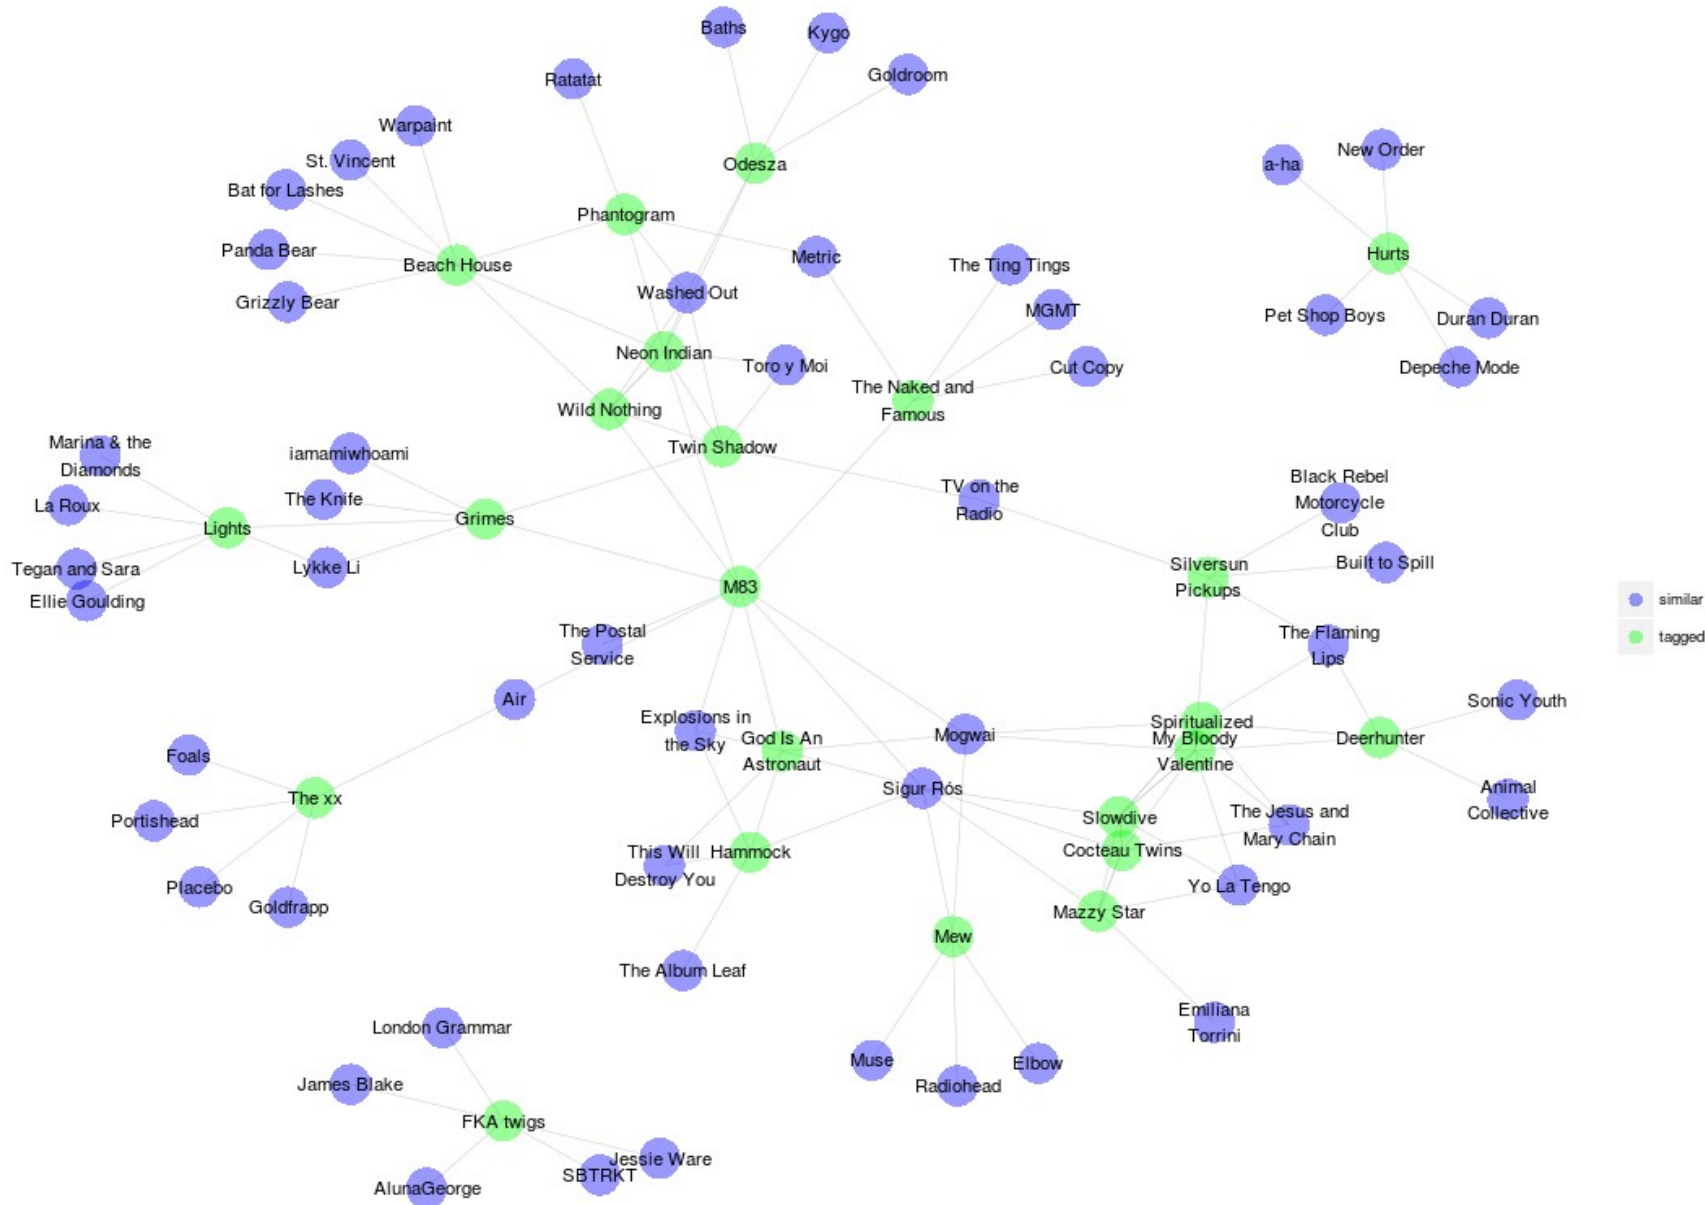 Baths
Kygo
Ratatat
Goldroom
Warpaint
St. Vincent
New Order
a-ha
Odesza
Bat for Lashes
Phantogram
Panda Bear
Beach House
Metric
The Ting Tings
Hurts
Washed Out
Grizzly Bear
MGMT
Pet Shop Boys
Duran Duran
Neon Indian
Toro y Moi
Cut Copy
Depeche Mode
The Naked and
Famous
Wild Nothing
Twin Shadow
Marina & the
Diamonds
iamamiwhoami
Black Rebel
Motorcycle
Club
TV on the
Radio
The Knife
La Roux
Grimes
Lights
Silversun
Pickups
Built to Spill
Tegan and Sara
Lykke Li
M83
Ellie Goulding
similar
tagged
The Postal
Service
The Flaming
Lips
Air
Sonic Youth
Explosions in
the Sky
God Is An
Astronaut
Mogwai
Spiritualized
My Bloody
Valentine
Deerhunter
Foals
Sigur Rós
Animal
Collective
The xx
Portishead
Slowdive
The Jesus and
Mary Chain
This Will
Destroy You
Hammock
Cocteau Twins
Placebo
Yo La Tengo
Goldfrapp
Mazzy Star
Mew
The Album Leaf
Emiliana
Torrini
London Grammar
Muse
Elbow
James Blake
Radiohead
FKA twigs
Jessie Ware
SBTRKT
AlunaGeorge